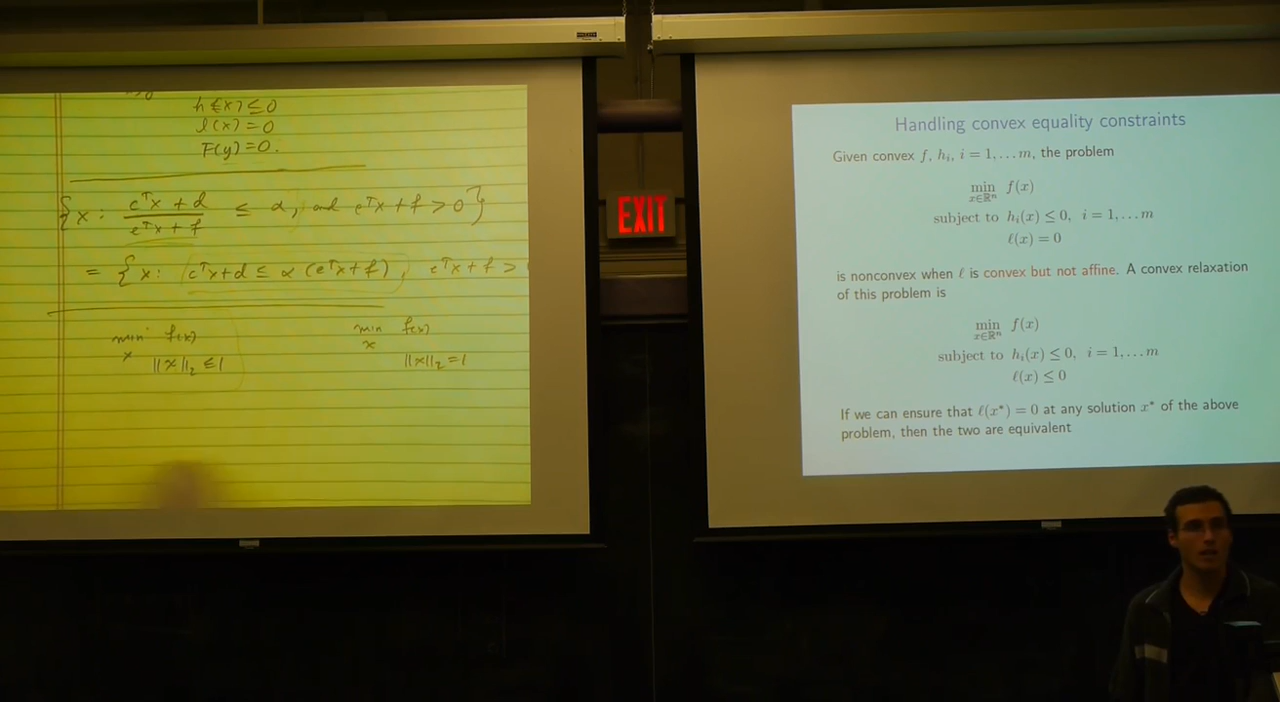 h(x) ≤ 0
l(x) = 0
F(y) = 0.
{x: (cᵀx + d)/(eᵀx + f) ≤ α, and eᵀx + f > 0}
= {x: (cᵀx + d ≤ α (eᵀx + f), eᵀx + f >
min f(x)
x
||x||₂ ≤ 1
min f(x)
x
||x||₂ = 1
EXIT
Handling convex equality constraints
Given convex f, hᵢ, i = 1, . . . m, the problem
min f(x)
x∈ℝⁿ
subject to hᵢ(x) ≤ 0, i = 1, . . . m
ℓ(x) = 0
is nonconvex when ℓ is convex but not affine. A convex relaxation
of this problem is
min f(x)
x∈ℝⁿ
subject to hᵢ(x) ≤ 0, i = 1, . . . m
ℓ(x) ≤ 0
If we can ensure that ℓ(x*) = 0 at any solution x* of the above
problem, then the two are equivalent